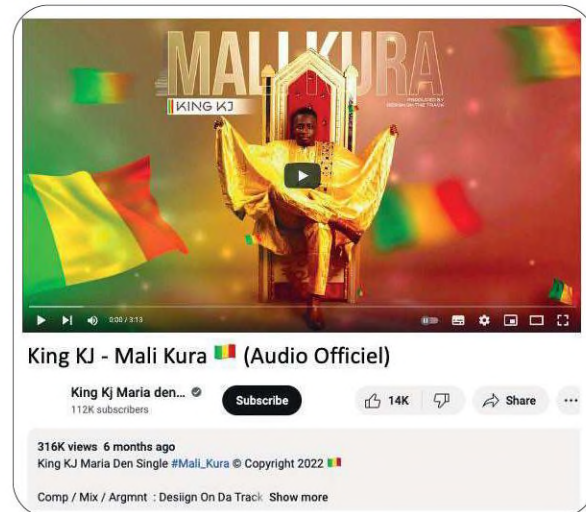 MALI KURA
KING KJ
PRODUCED BY
DESIIGN ON THE TRACK
0:00 / 3:13
King KJ - Mali Kura 🇲🇱 (Audio Officiel)
King Kj Maria den...
112K subscribers
Subscribe
14K
Share
316K views 6 months ago
King KJ Maria Den Single #Mali_Kura © Copyright 2022 🇲🇱
Comp / Mix / Argmnt : Desiign On Da Track Show more